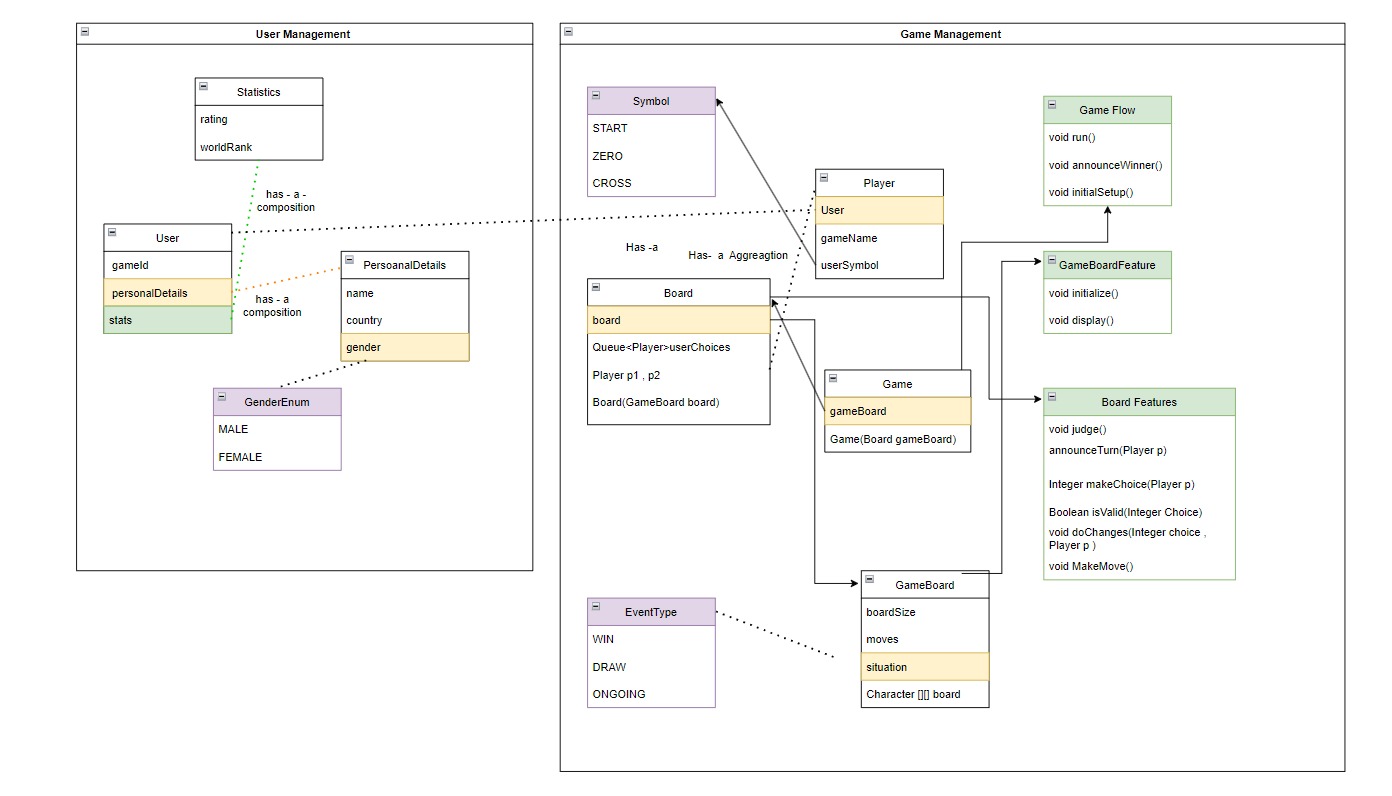 User Management
Statistics
rating
worldRank
has - a -
composition
User
gameId
personalDetails
stats
PersoanalDetails
name
country
gender
has - a
composition
GenderEnum
MALE
FEMALE
Game Management
Symbol
START
ZERO
CROSS
Player
User
gameName
userSymbol
Game Flow
void run()
void announceWinner()
void initialSetup()
Has -a
Has- a Aggreagtion
Board
board
Queue<Player>userChoices
Player p1 , p2
Board(GameBoard board)
GameBoardFeature
void initialize()
void display()
Game
gameBoard
Game(Board gameBoard)
Board Features
void judge()
announceTurn(Player p)
Integer makeChoice(Player p)
Boolean isValid(Integer Choice)
void doChanges(Integer choice ,
Player p )
void MakeMove()
EventType
WIN
DRAW
ONGOING
GameBoard
boardSize
moves
situation
Character [][] board